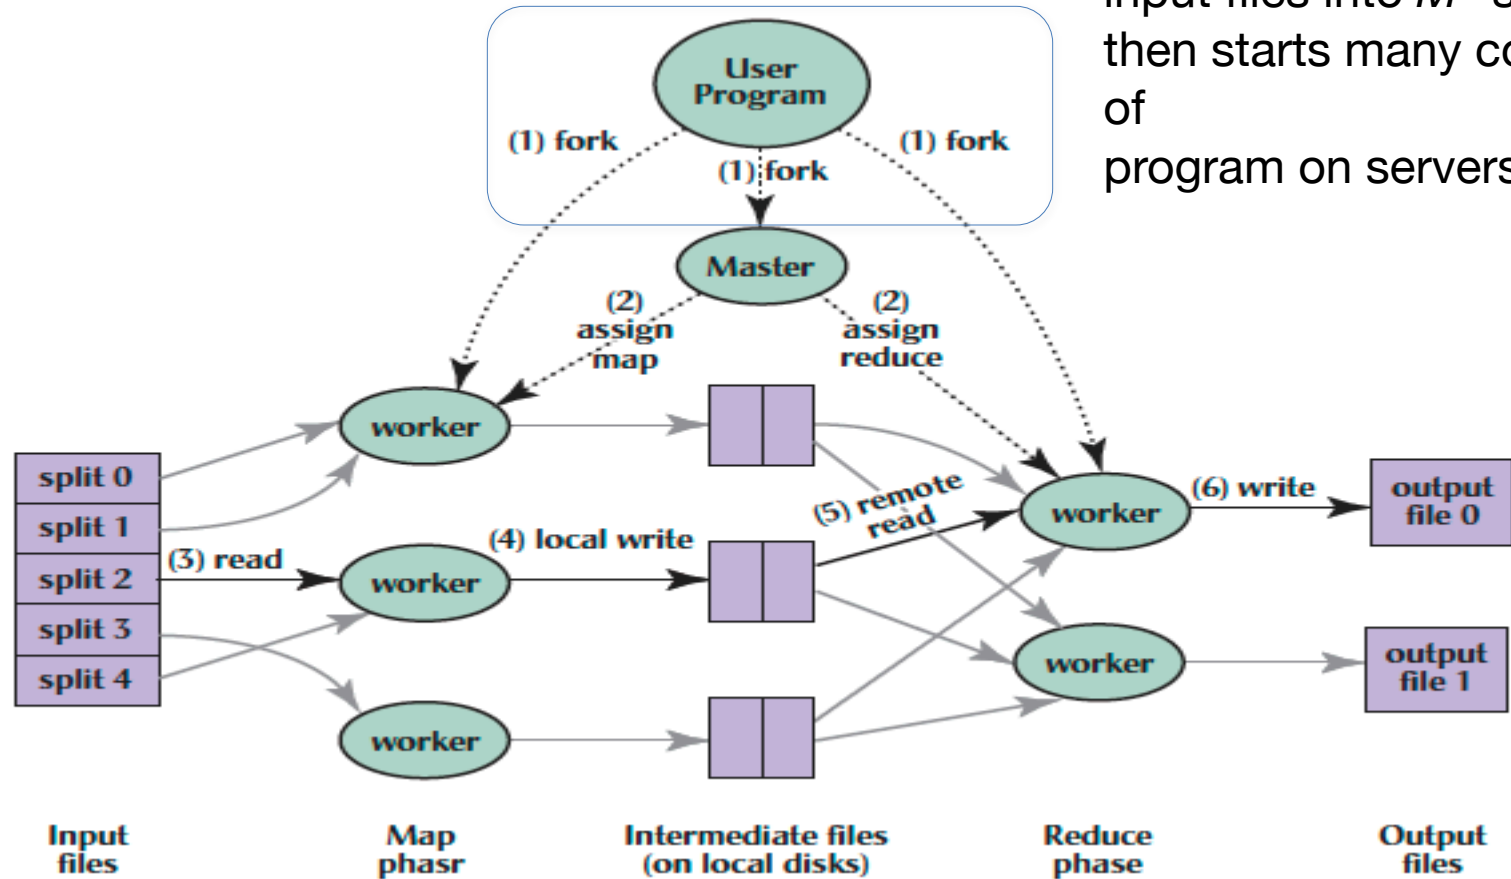 input files into M
then starts many
of
program on servers
User
Program
(1) fork
(1) fork
(1) fork
Master
(2)
assign
map
(2)
assign
reduce
worker
split 0
split 1
split 2
split 3
split 4
(3) read
worker
(4) local write
(5) remote
read
worker
(6) write
output
file 0
worker
output
file 1
worker
Input
files
Map
phasr
Intermediate files
(on local disks)
Reduce
phase
Output
files